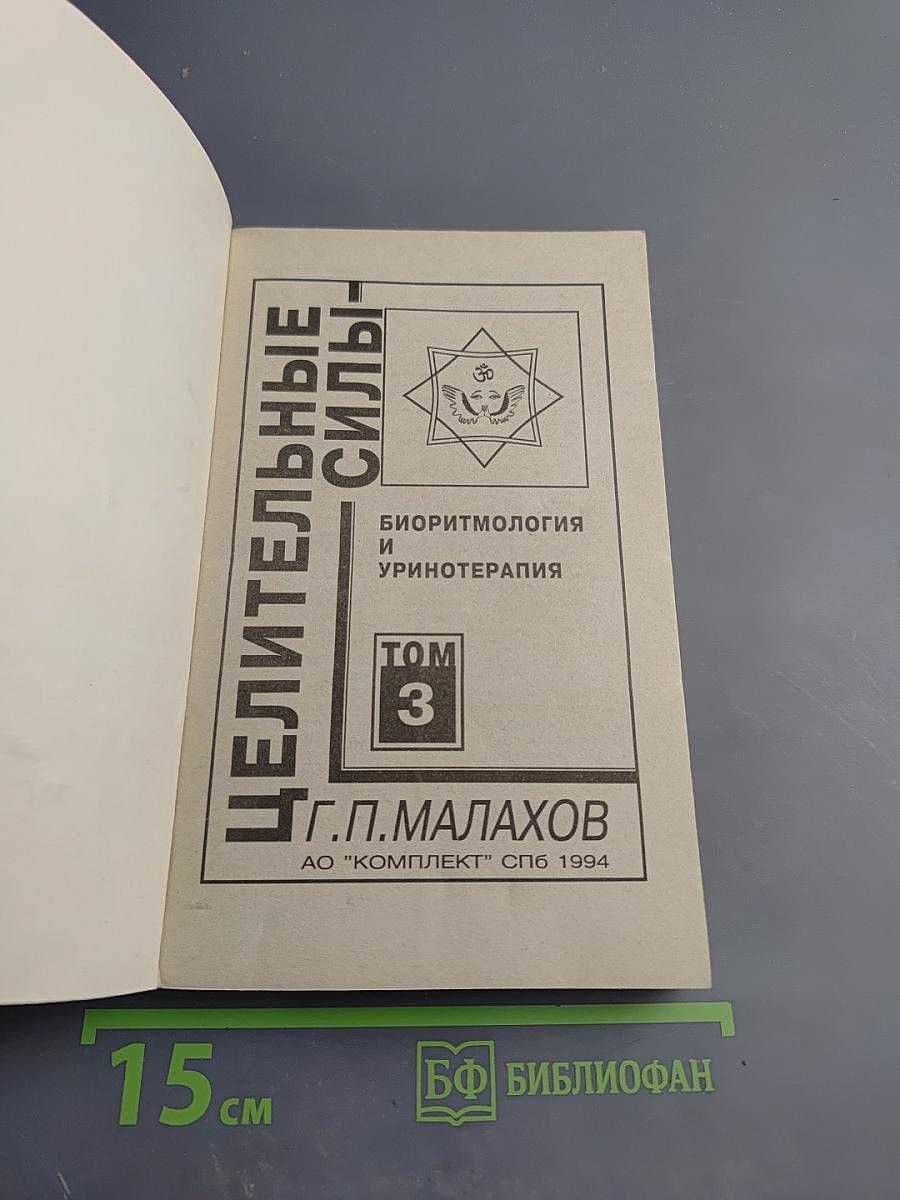 ЦЕЛИТЕЛЬНЫЕ
СИЛЫ
ॐ
БИОРИТМОЛОГИЯ
И
УРИНОТЕРАПИЯ
ТОМ
3
Г.П.МАЛАХОВ
АО "КОМПЛЕКТ" СПб 1994
15 см
БФ БИБЛИОФАН